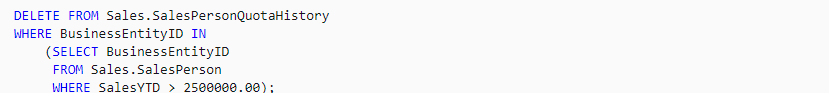 DELETE FROM Sales.SalesPersonQuotaHistory
WHERE BusinessEntityID IN
    (SELECT BusinessEntityID
     FROM Sales.SalesPerson
     WHERE SalesYTD > 2500000.00);